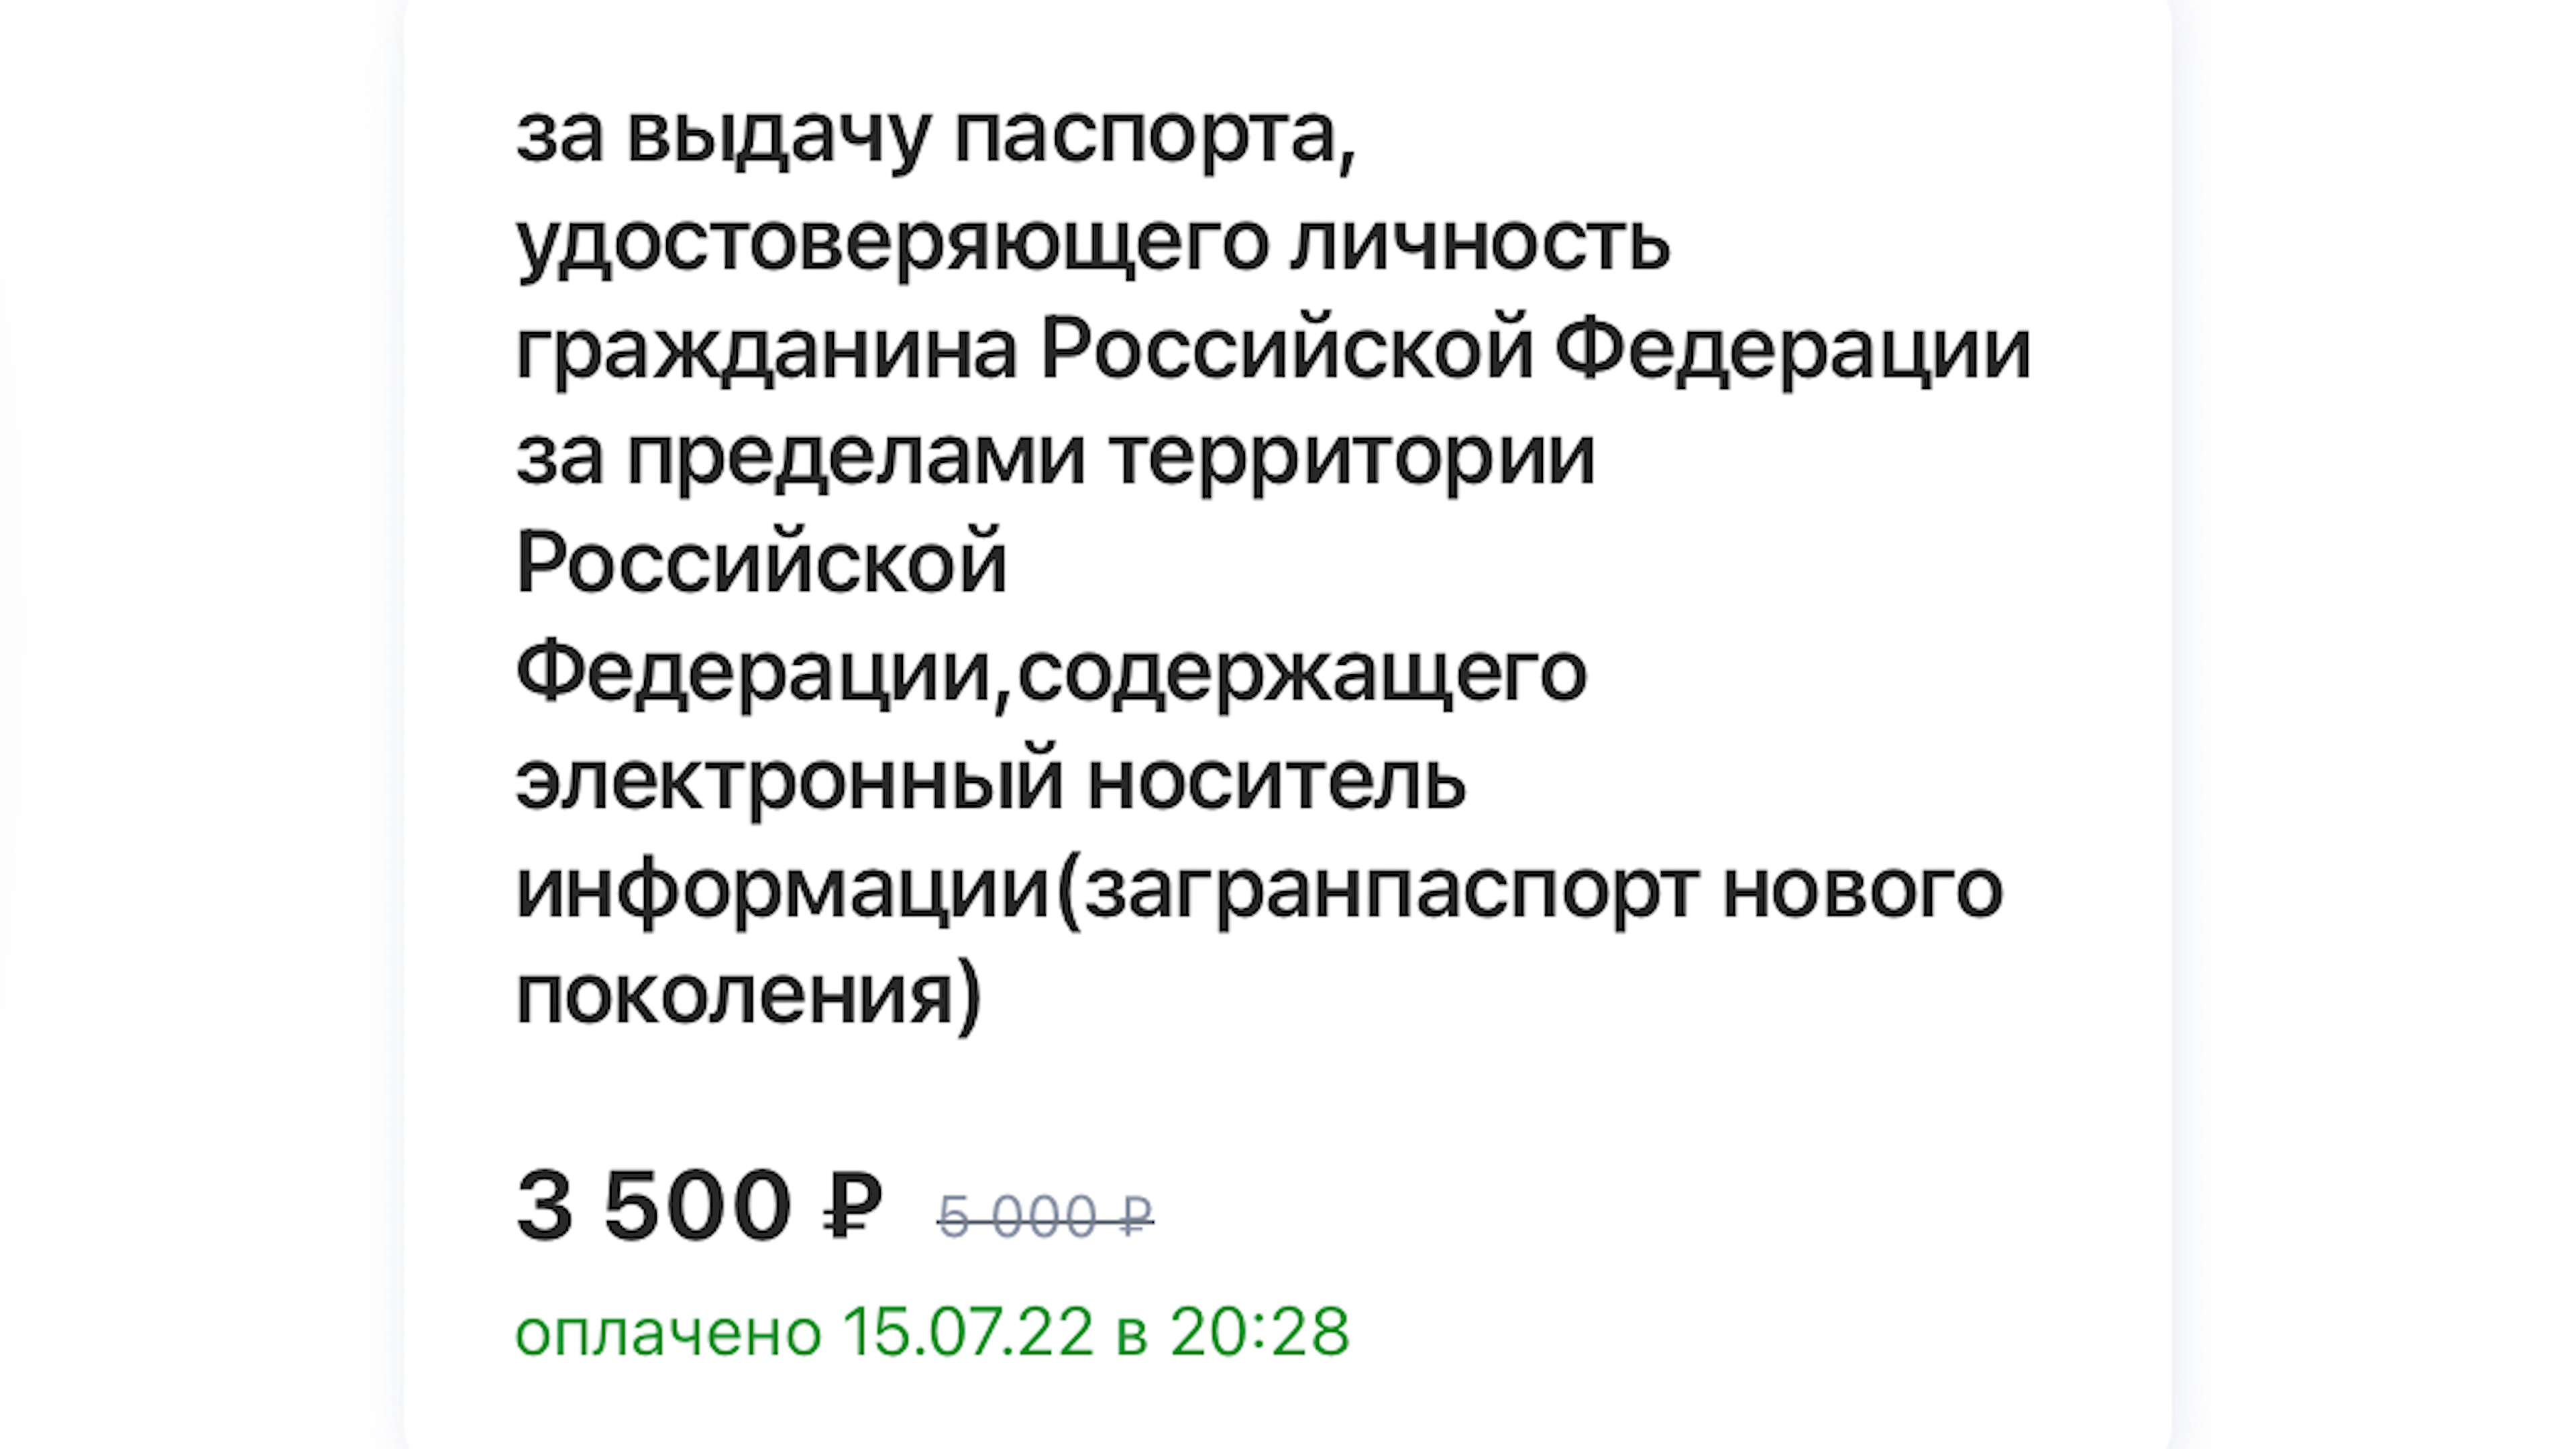 за выдачу паспорта,
удостоверяющего личность
гражданина Российской Федерации
за пределами территории
Российской
Федерации,содержащего
электронный носитель
информации(загранпаспорт нового
поколения)
3 500 ₽ 5 000 ₽
оплачено 15.07.22 в 20:28